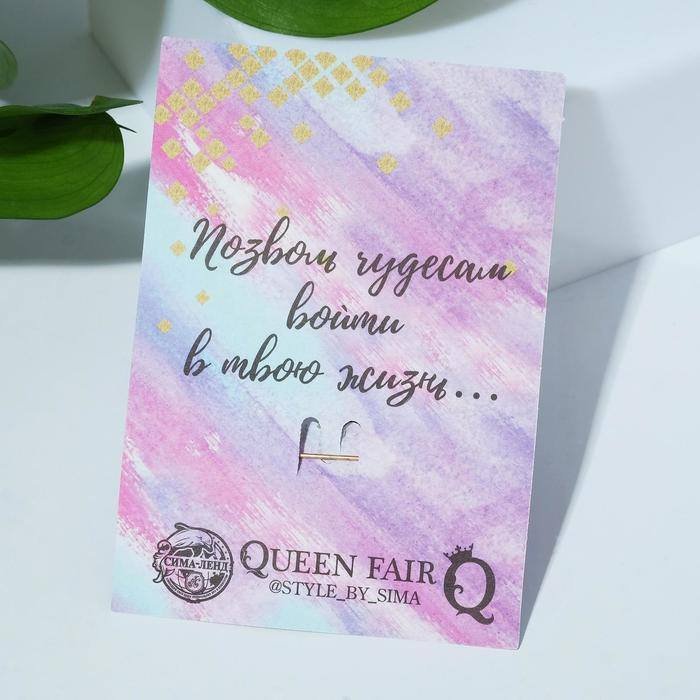 Позволь чудесам
войти
в твою жизнь...
СИМА-ЛЕНД
QUEEN FAIR Q
@STYLE_BY_SIMA